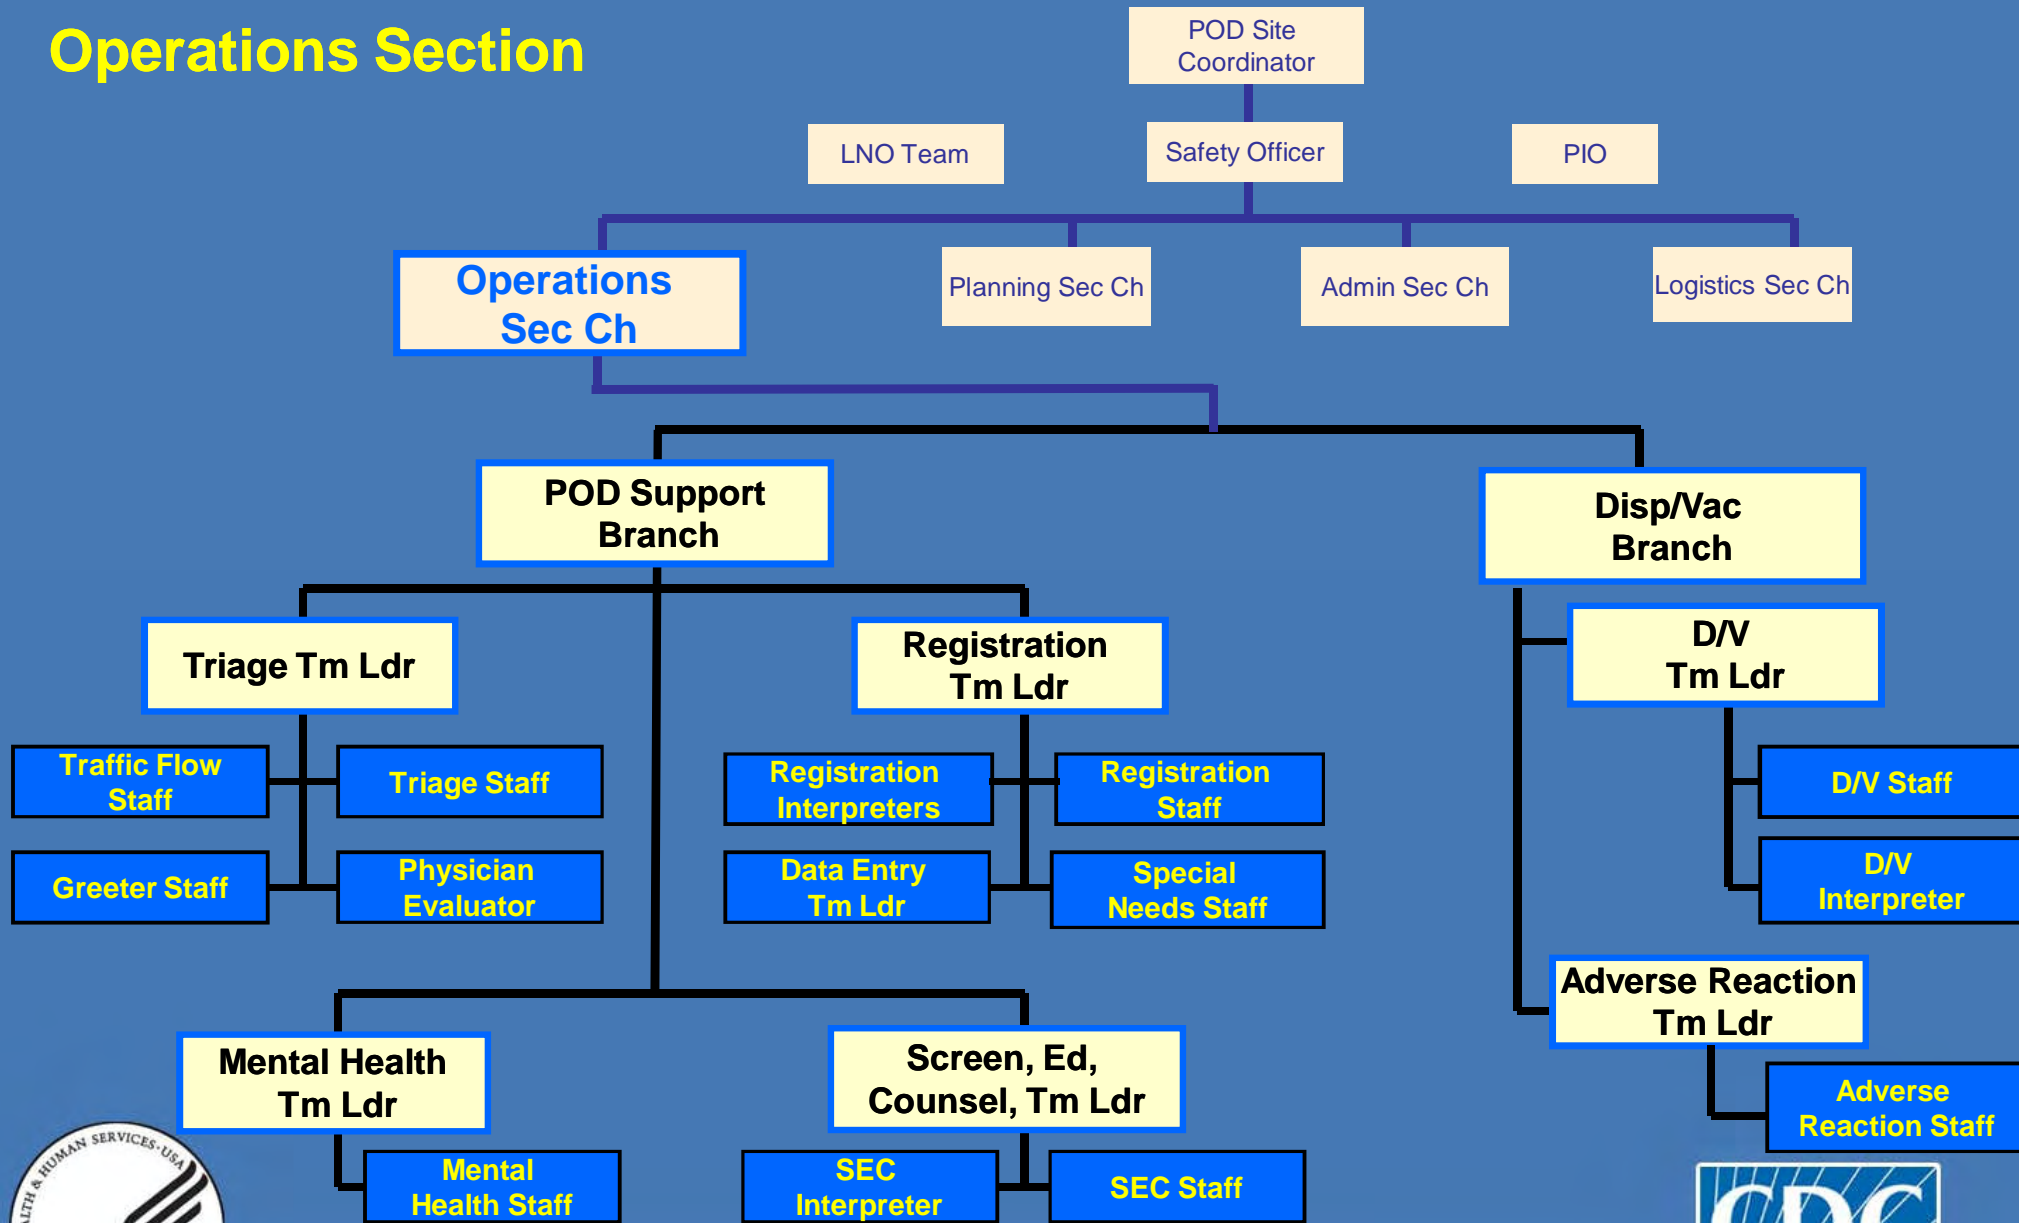 Operations Section
POD Site
Coordinator
LNO Team
Safety Officer
PIO
Operations
Sec Ch
Planning Sec Ch
Admin Sec Ch
Logistics Sec Ch
POD Support
Branch
Disp/Vac
Branch
Triage Tm Ldr
Registration
Tm Ldr
D/V
Tm Ldr
Traffic Flow
Staff
Triage Staff
Registration
Interpreters
Registration
Staff
D/V Staff
Greeter Staff
Physician
Evaluator
Data Entry
Tm Ldr
Special
Needs Staff
D/V
Interpreter
Adverse Reaction
Tm Ldr
Mental Health
Tm Ldr
Screen, Ed,
Counsel, Tm Ldr
Adverse
Reaction Staff
Mental
Health Staff
SEC
Interpreter
SEC Staff
& HUMAN SERVICES·USA
CDC